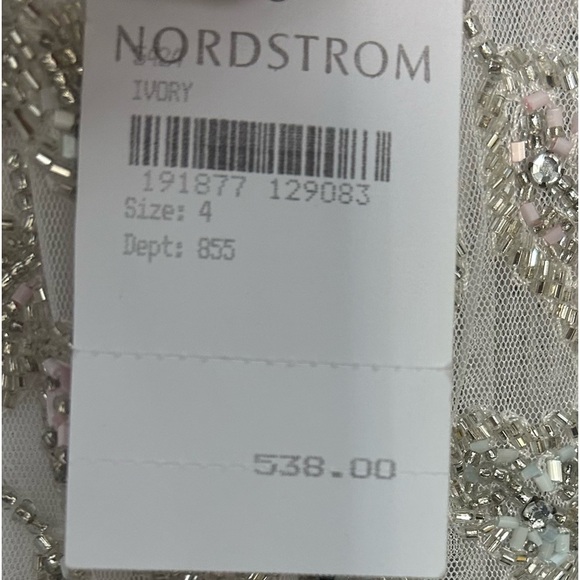 NORDSTROM
IVORY
191877 129083
Size: 4
Dept: 855
538.00